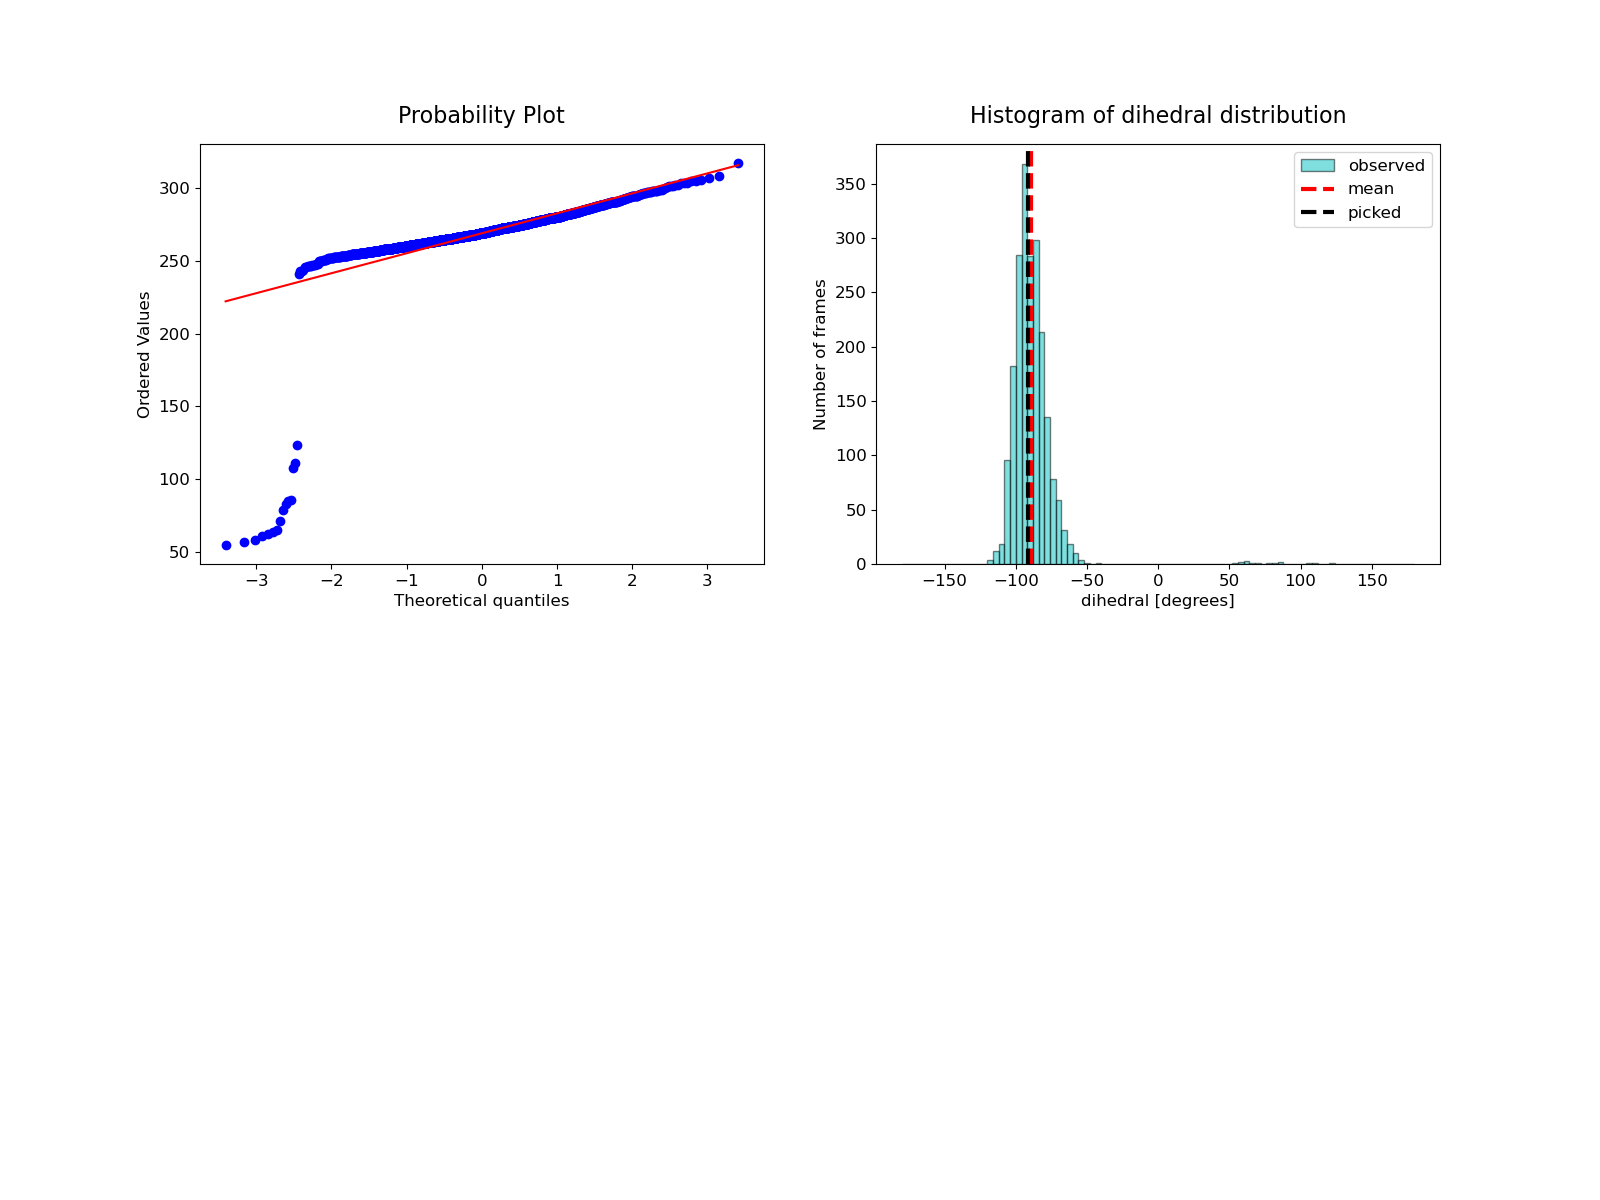 Probability Plot
Ordered Values
300
250
200
150
100
50
−3 −2 −1 0 1 2 3
Theoretical quantiles
Histogram of dihedral distribution
Number of frames
350
300
250
200
150
100
50
0
observed
mean
picked
−150 −100 −50 0 50 100 150
dihedral [degrees]